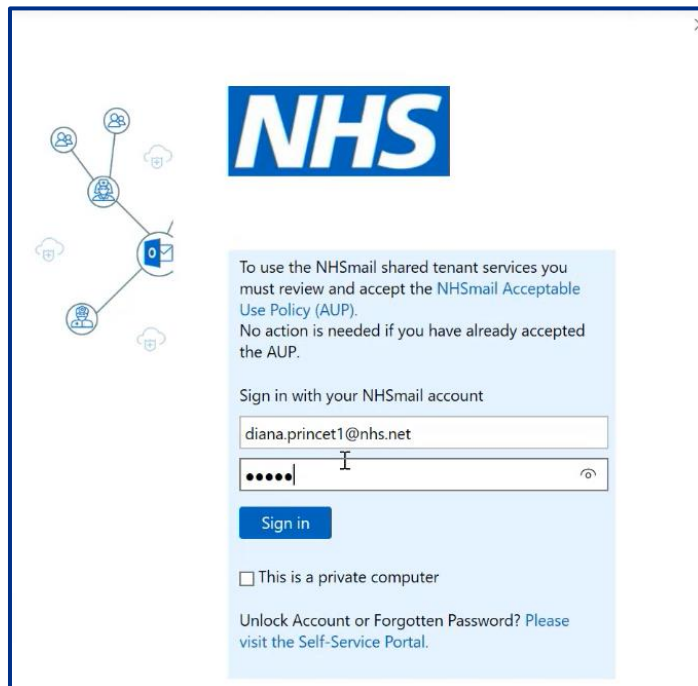 NHS
To use the NHSmail shared tenant services you
must review and accept the NHSmail Acceptable
Use Policy (AUP).
No action is needed if you have already accepted
the AUP.
Sign in with your NHSmail account
diana.princet1@nhs.net
•••••
Sign in
This is a private computer
Unlock Account or Forgotten Password? Please
visit the Self-Service Portal.